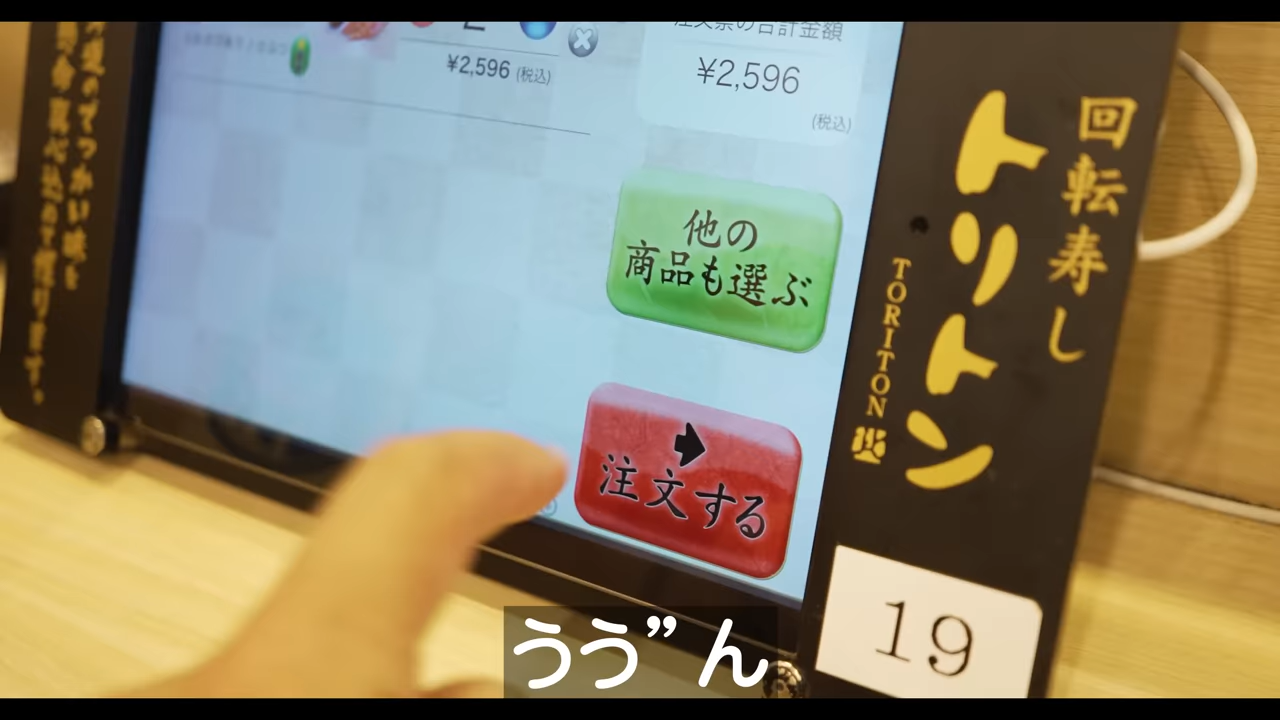 注文票の合計金額
¥2,596 (税込)
¥2,596
(税込)
他の
商品も選ぶ
注文する
回転寿し
トリトン
TORITON
19
うう”ん